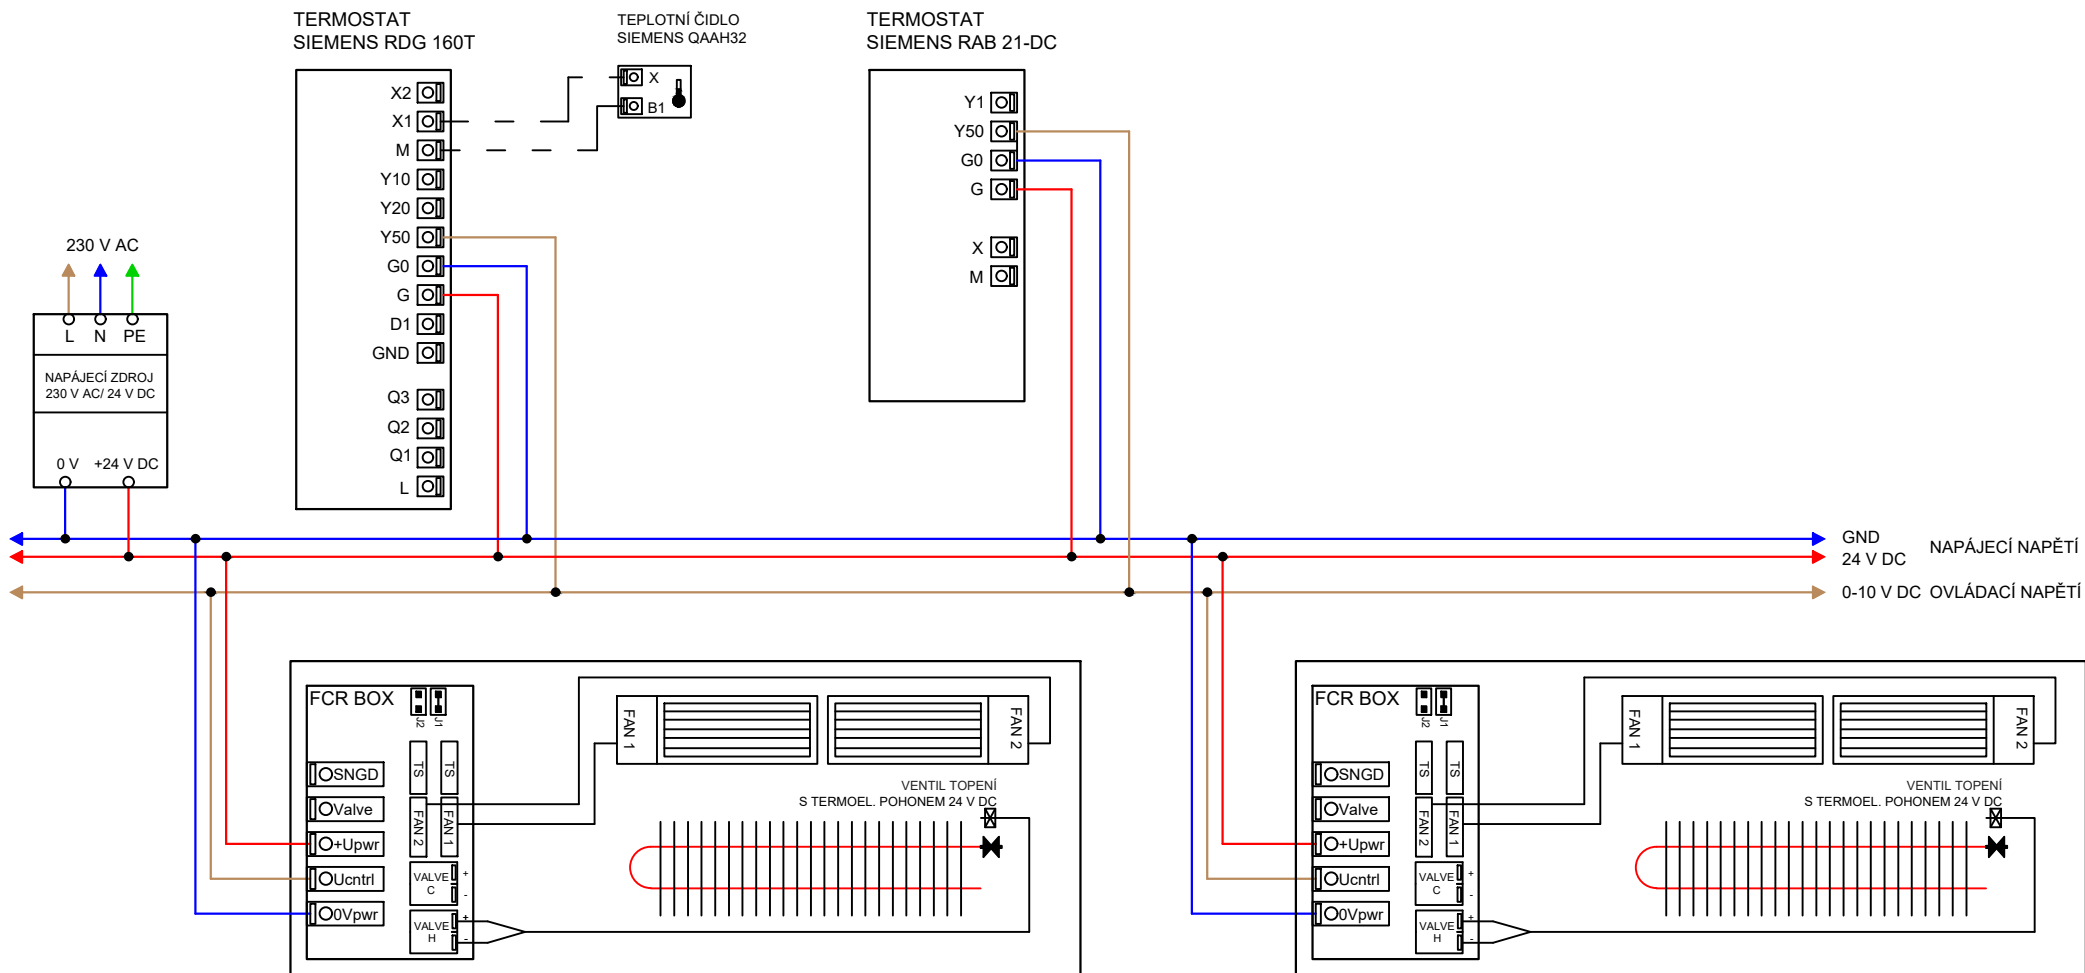 TERMOSTAT
SIEMENS RDG 160T
TEPLOTNÍ ČIDLO
SIEMENS QAAH32
TERMOSTAT
SIEMENS RAB 21-DC
X2
X1
M
Y10
Y20
Y50
G0
G
D1
GND
Q3
Q2
Q1
L
X
B1
Y1
Y50
G0
G
X
M
230 V AC
L N PE
NAPÁJECÍ ZDROJ
230 V AC/ 24 V DC
0 V +24 V DC
GND
24 V DC
NAPÁJECÍ NAPĚTÍ
0-10 V DC OVLÁDACÍ NAPĚTÍ
FCR BOX
J2
J1
SNGD
Valve
+Upwr
Ucntrl
0Vpwr
TS
TS
FAN 2
FAN 1
VALVE
C
+
-
VALVE
H
+
-
FAN 1
FAN 2
VENTIL TOPENÍ
S TERMOEL. POHONEM 24 V DC
FCR BOX
J2
J1
SNGD
Valve
+Upwr
Ucntrl
0Vpwr
TS
TS
FAN 2
FAN 1
VALVE
C
+
-
VALVE
H
+
-
FAN 1
FAN 2
VENTIL TOPENÍ
S TERMOEL. POHONEM 24 V DC